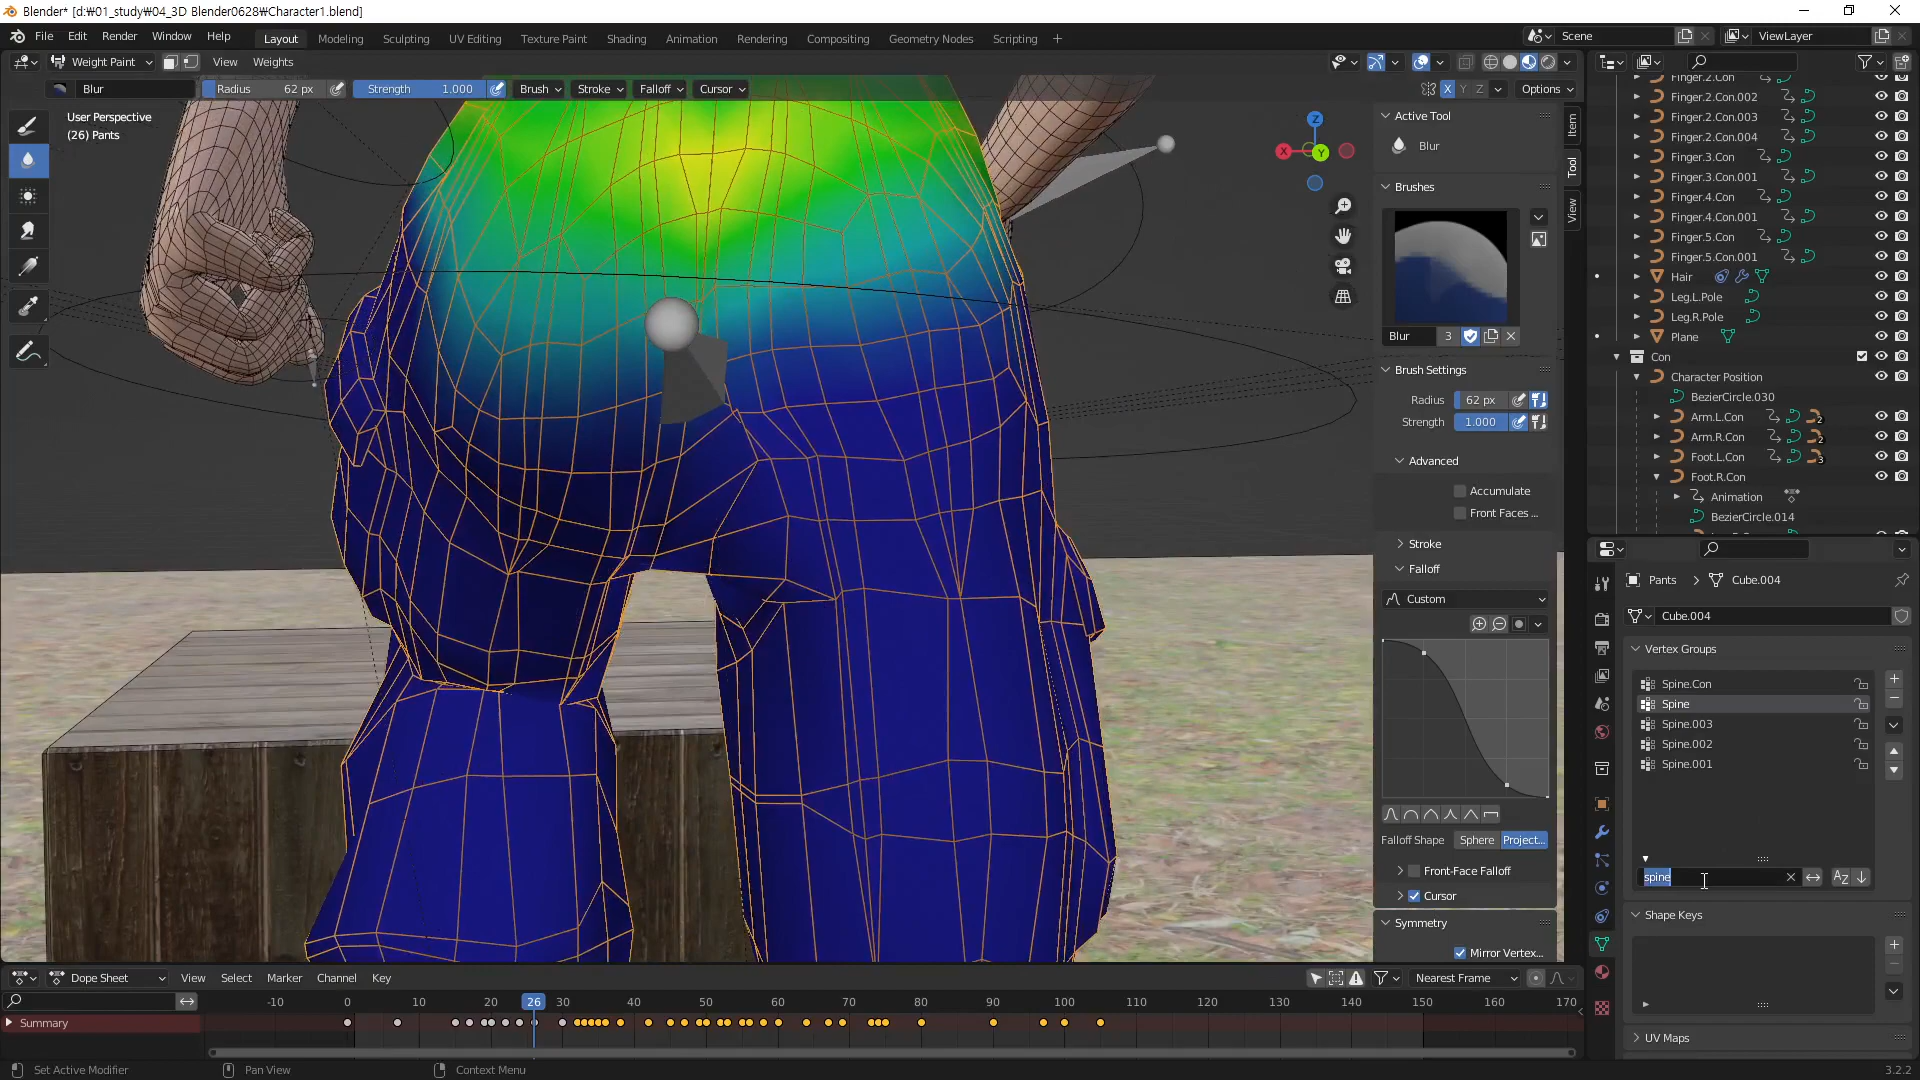 Blender* [d:₩01_study₩04_3D Blender0628₩Character1.blend]
File Edit Render Window Help Layout Modeling Sculpting UV Editing Texture Paint Shading Animation Rendering Compositing Geometry Nodes Scripting Scene ViewLayer
Weight Paint View Weights
Blur Radius 62 px Strength 1.000 Brush Stroke Falloff Cursor X Y Z Options
User Perspective
(26) Pants
Z
X
Y
Item
Tool
View
Active Tool
Blur
Brushes
Blur 3
Brush Settings
Radius 62 px
Strength 1.000
Advanced
Accumulate
Front Faces ...
Stroke
Falloff
Custom
Falloff Shape Sphere Project...
Front-Face Falloff
Cursor
Symmetry
Mirror Vertex...
Finger.2.Con
Finger.2.Con.002
Finger.2.Con.003
Finger.2.Con.004
Finger.3.Con
Finger.3.Con.001
Finger.4.Con
Finger.4.Con.001
Finger.5.Con
Finger.5.Con.001
Hair
Leg.L.Pole
Leg.R.Pole
Plane
Con
Character Position
BezierCircle.030
Arm.L.Con 2
Arm.R.Con 2
Foot.L.Con 3
Foot.R.Con
Animation
BezierCircle.014
Pants Cube.004
Cube.004
Vertex Groups
Spine.Con
Spine
Spine.003
Spine.002
Spine.001
spine
Shape Keys
UV Maps
Dope Sheet View Select Marker Channel Key Nearest Frame
-10 0 10 20 26 30 40 50 60 70 80 90 100 110 120 130 140 150 160 170
Summary
Set Active Modifier Pan View Context Menu 3.2.2